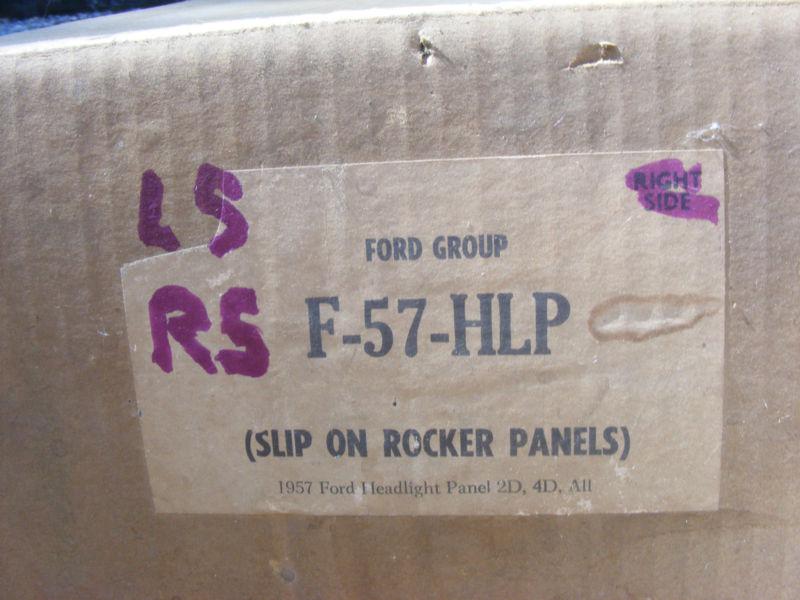 LS
RIGHT
SIDE
FORD GROUP
RS
F-57-HLP
(SLIP ON ROCKER PANELS)
1957 Ford Headlight Panel 2D, 4D, All